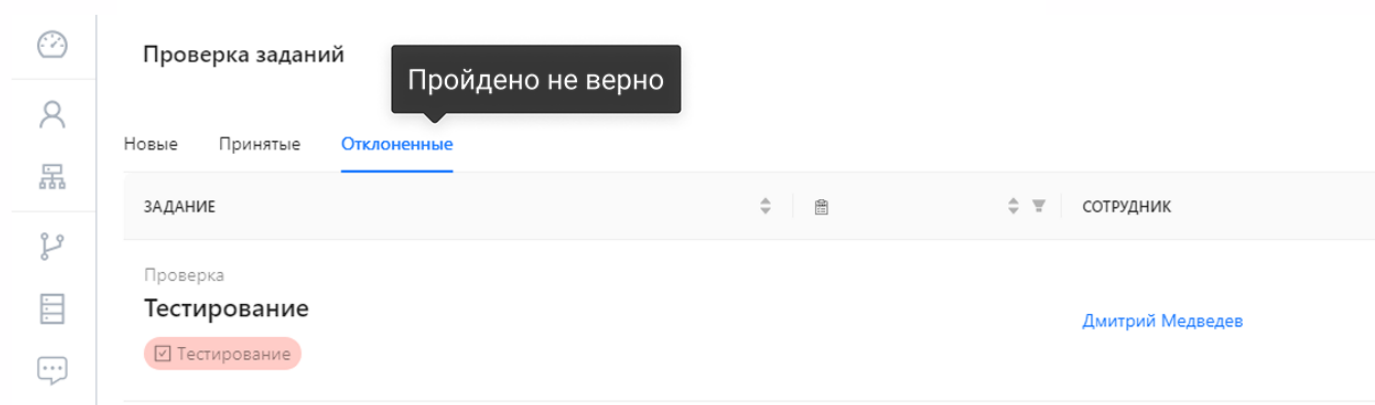 Проверка заданий
Пройдено не верно
Новые Принятые Отклоненные
ЗАДАНИЕ СОТРУДНИК
Проверка
Тестирование
Дмитрий Медведев
Тестирование